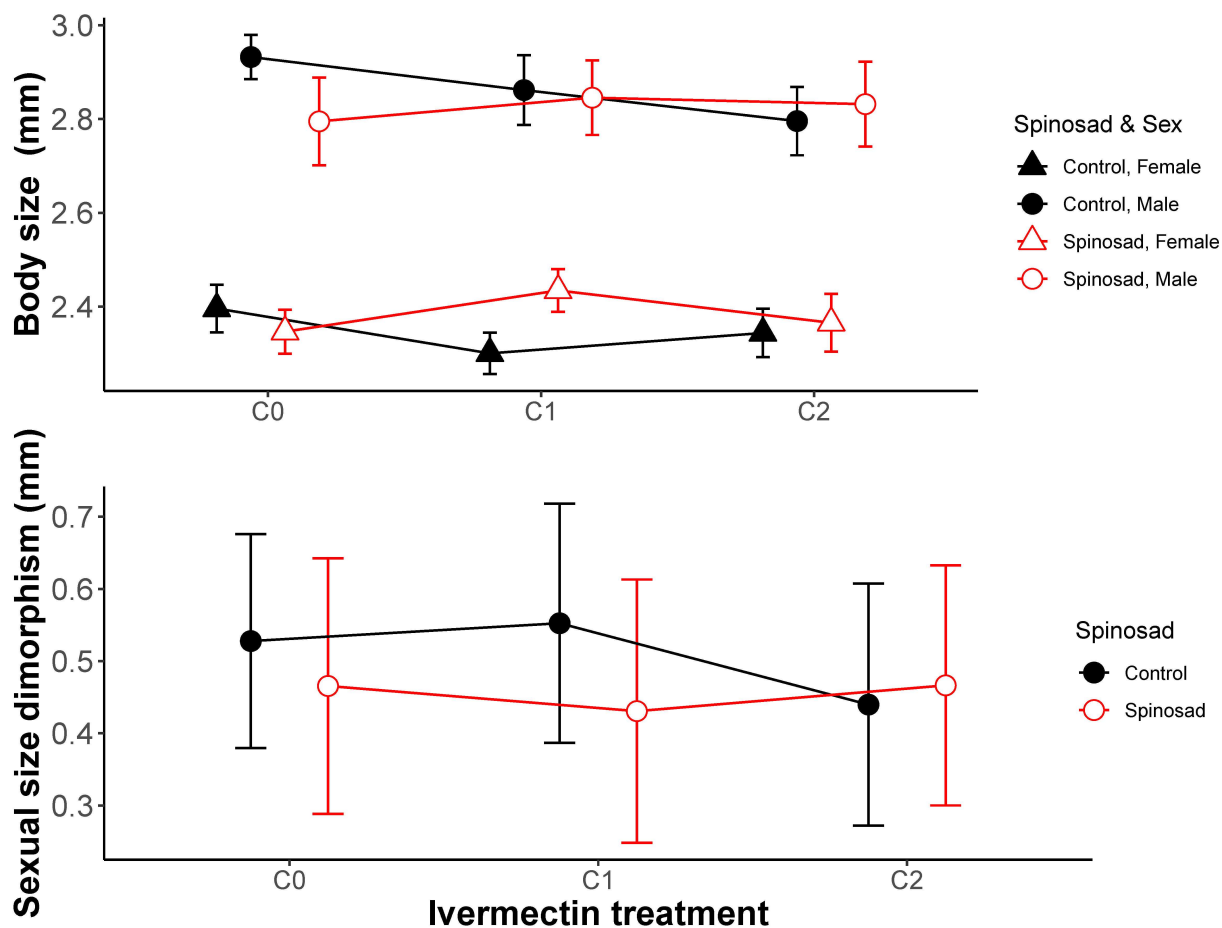 Body size (mm)
3.0
2.8
2.6
2.4
C0 C1 C2
Spinosad & Sex
Control, Female
Control, Male
Spinosad, Female
Spinosad, Male
Sexual size dimorphism (mm)
0.7
0.6
0.5
0.4
0.3
C0 C1 C2
Ivermectin treatment
Spinosad
Control
Spinosad